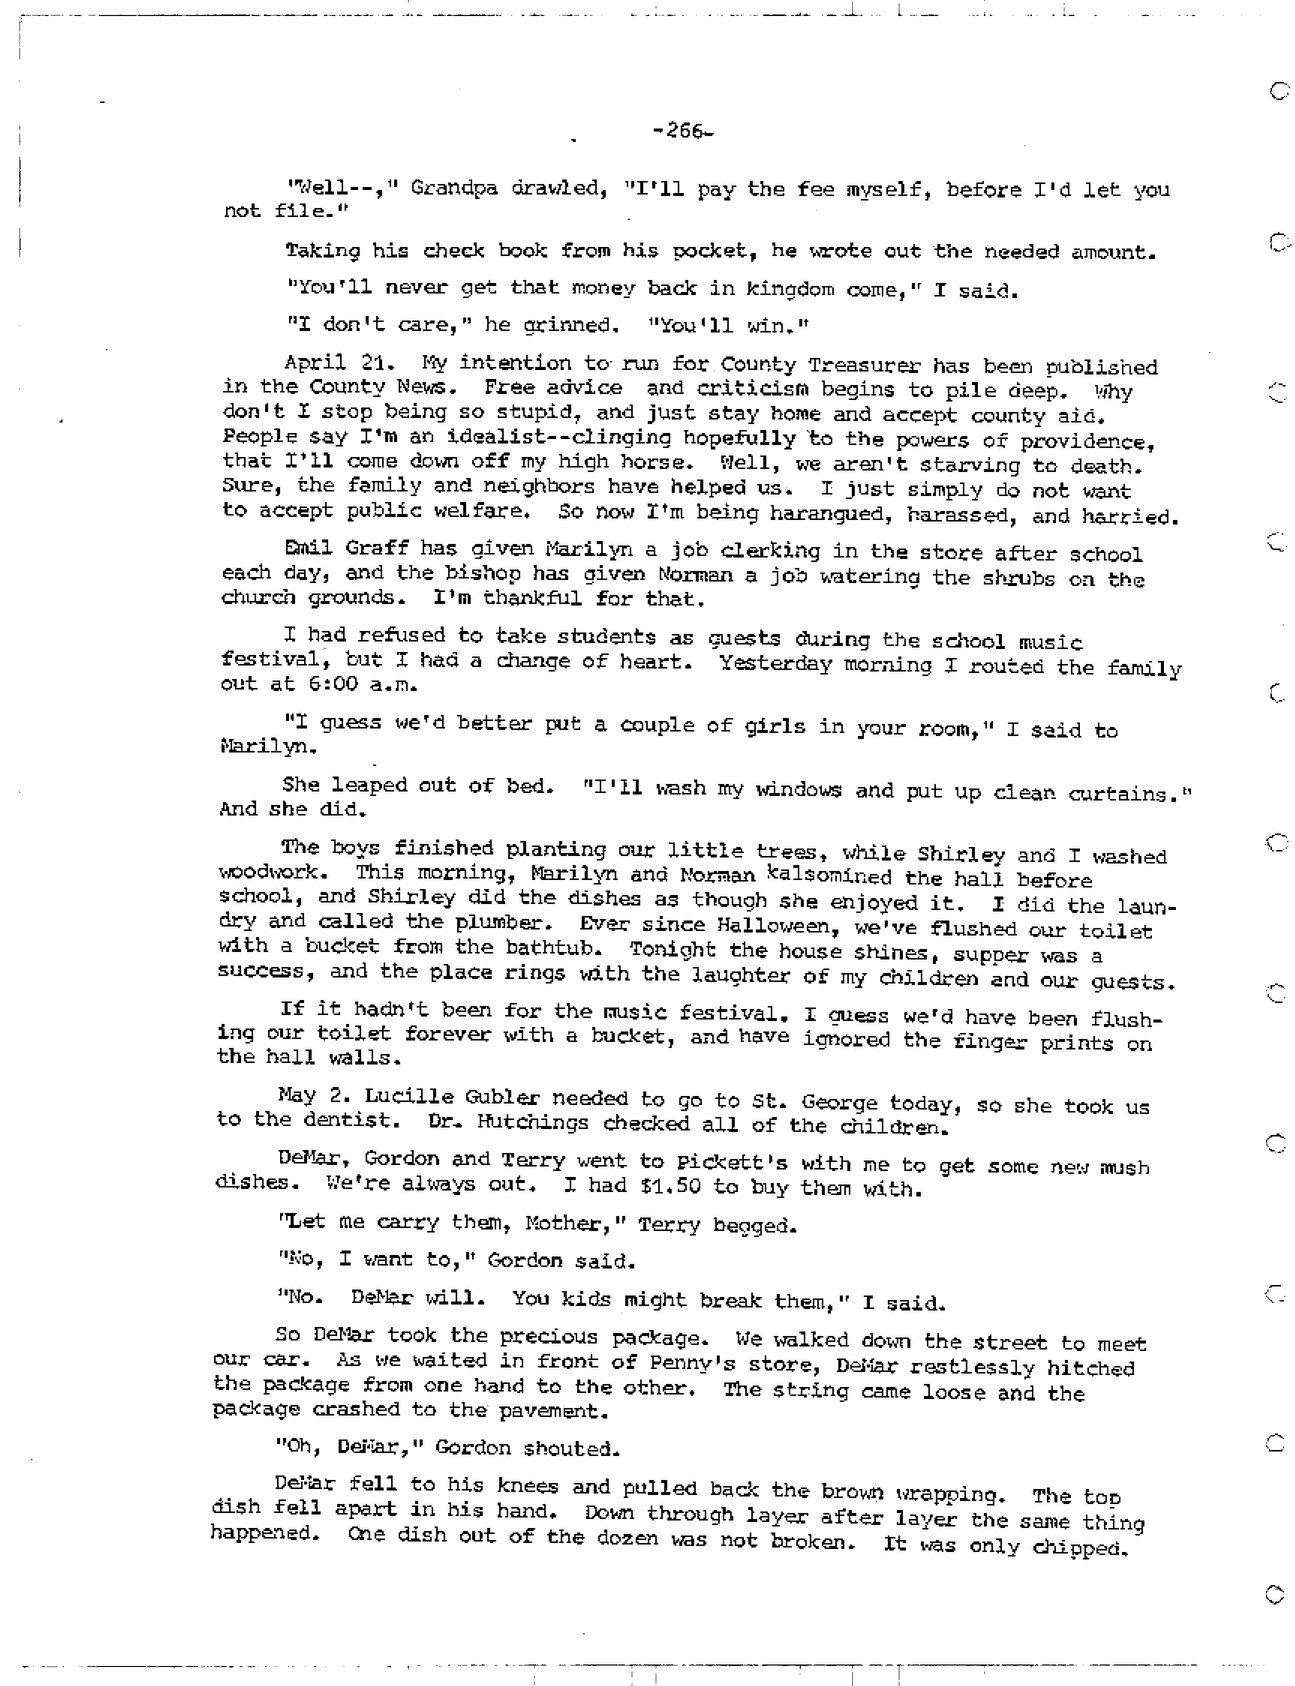 -266-
"Well--," Grandpa drawled, "I'll pay the fee myself, before I'd let you
not file."
Taking his check book from his pocket, he wrote out the needed amount.
"You'll never get that money back in kingdom come," I said.
"I don't care," he grinned. "You'll win."
April 21. My intention to run for County Treasurer has been published
in the County News. Free advice and criticism begins to pile deep. Why
don't I stop being so stupid, and just stay home and accept county aid.
People say I'm an idealist--clinging hopefully to the powers of providence,
that I'll come down off my high horse. Well, we aren't starving to death.
Sure, the family and neighbors have helped us. I just simply do not want
to accept public welfare. So now I'm being harangued, harassed, and harried.
Emil Graff has given Marilyn a job clerking in the store after school
each day, and the bishop has given Norman a job watering the shrubs on the
church grounds. I'm thankful for that.
I had refused to take students as guests during the school music
festival, but I had a change of heart. Yesterday morning I routed the family
out at 6:00 a.m.
"I guess we'd better put a couple of girls in your room," I said to
Marilyn.
She leaped out of bed. "I'll wash my windows and put up clean curtains."
And she did.
The boys finished planting our little trees, while Shirley and I washed
woodwork. This morning, Marilyn and Norman kalsomined the hall before
school, and Shirley did the dishes as though she enjoyed it. I did the laun-
dry and called the plumber. Ever since Halloween, we've flushed our toilet
with a bucket from the bathtub. Tonight the house shines, supper was a
success, and the place rings with the laughter of my children and our guests.
If it hadn't been for the music festival, I guess we'd have been flush-
ing our toilet forever with a bucket, and have ignored the finger prints on
the hall walls.
May 2. Lucille Gubler needed to go to St. George today, so she took us
to the dentist. Dr. Hutchings checked all of the children.
DeMar, Gordon and Terry went to Pickett's with me to get some new mush
dishes. We're always out. I had $1.50 to buy them with.
"Let me carry them, Mother," Terry begged.
"No, I want to," Gordon said.
"No. DeMar will. You kids might break them," I said.
So DeMar took the precious package. We walked down the street to meet
our car. As we waited in front of Penny's store, DeMar restlessly hitched
the package from one hand to the other. The string came loose and the
package crashed to the pavement.
"Oh, DeMar," Gordon shouted.
DeMar fell to his knees and pulled back the brown wrapping. The top
dish fell apart in his hand. Down through layer after layer the same thing
happened. One dish out of the dozen was not broken. It was only chipped.